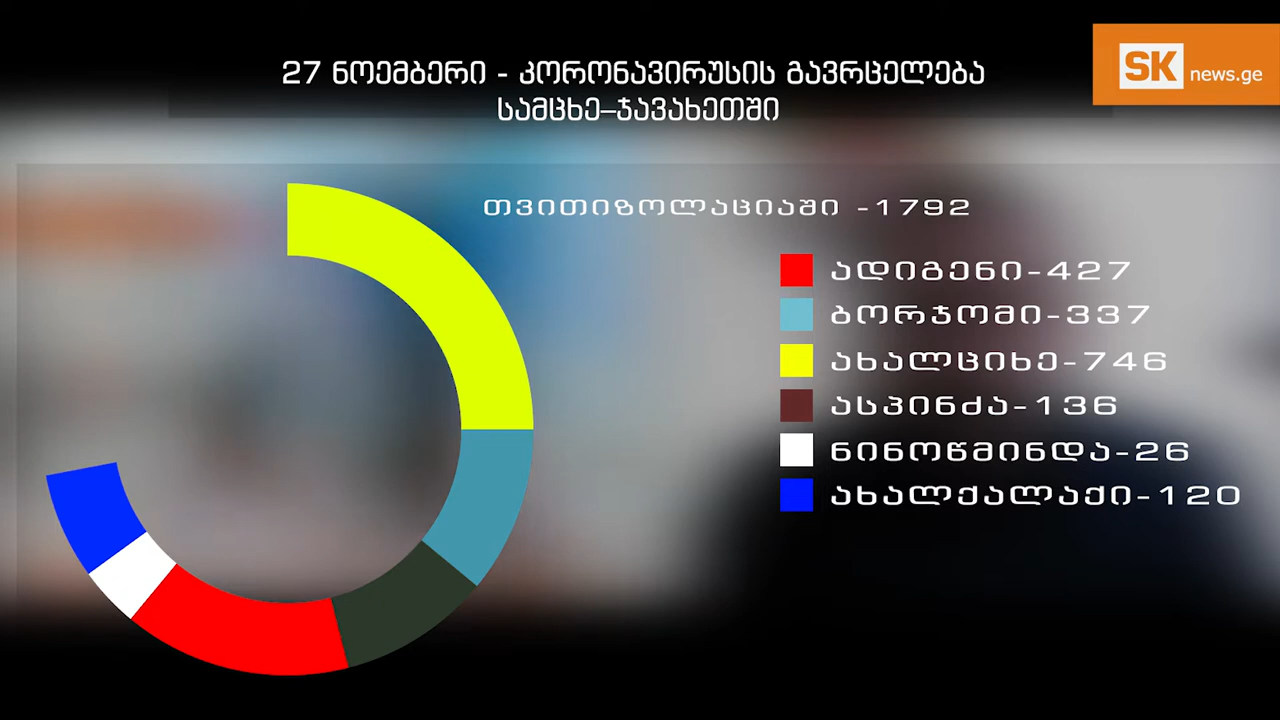 27 ნოემბერი - კორონავირუსის გავრცელება
სამცხე–ჯავახეთში
SK news.ge
თვითიზოლაციაში -1792
ადიგენი-427
ბორჯომი-337
ახალციხე-746
ასპინძა-136
ნინოწმინდა-26
ახალქალაქი-120